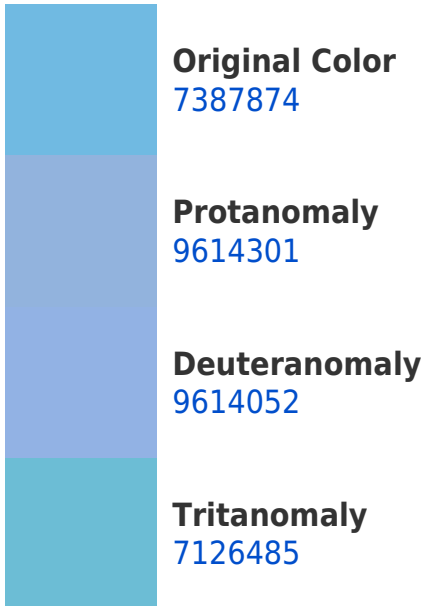 Original Color
7387874
Protanomaly
9614301
Deuteranomaly
9614052
Tritanomaly
7126485